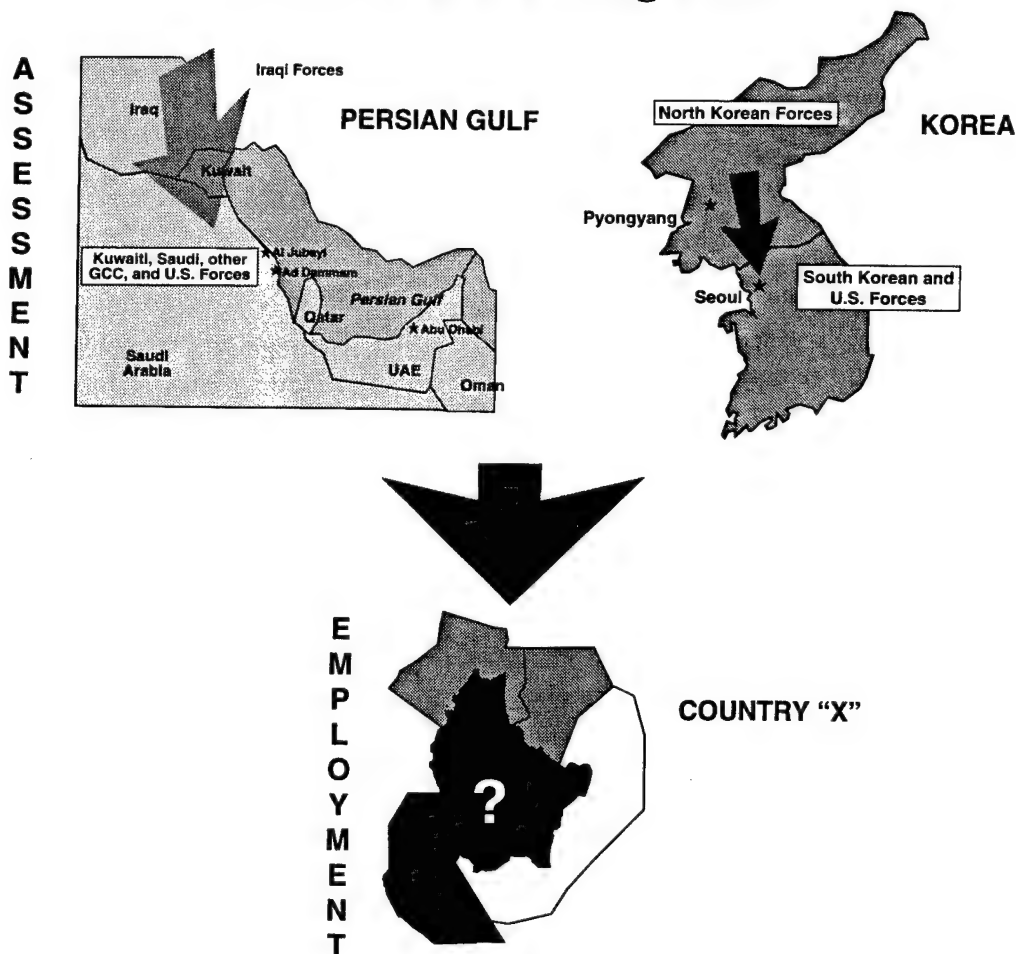 ASSESSMENT
Iraqi Forces
Iraq
PERSIAN GULF
Kuwait
Kuwaiti, Saudi, other
GCC, and U.S. Forces
Al Jubayl
Ad Dammam
Persian Gulf
Qatar
Abu Dhabi
Saudi
Arabia
UAE
Oman
North Korean Forces
KOREA
Pyongyang
Seoul
South Korean and
U.S. Forces
EMPLOYMENT
COUNTRY “X”
?